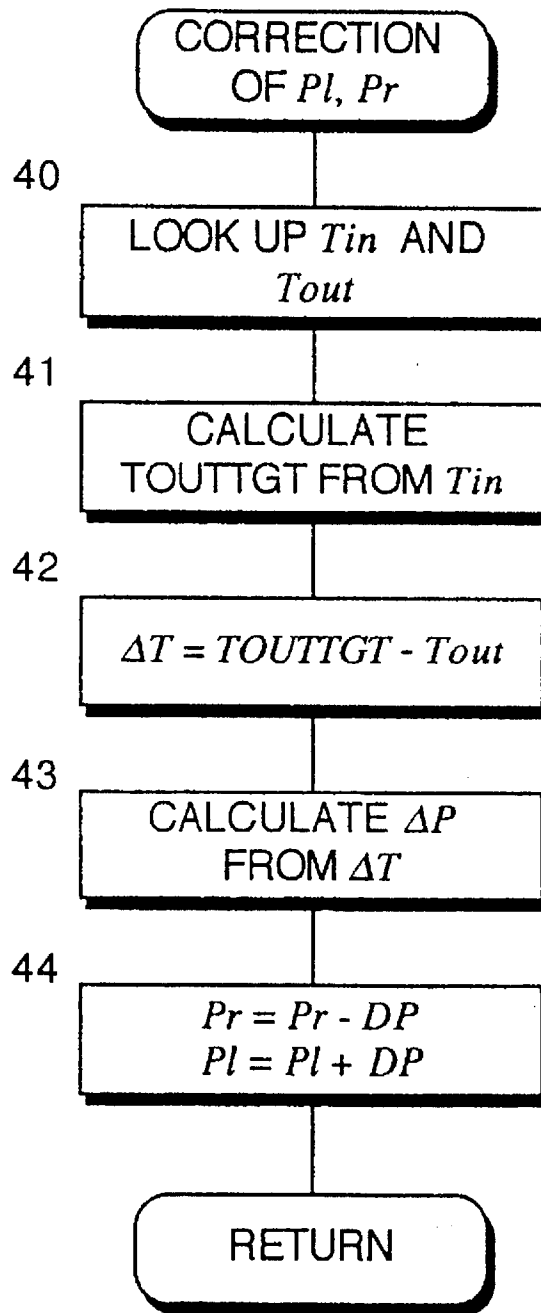 CORRECTION
OF Pl, Pr
40
LOOK UP Tin AND
Tout
41
CALCULATE
TOUTTGT FROM Tin
42
ΔT = TOUTTGT - Tout
43
CALCULATE ΔP
FROM ΔT
44
Pr = Pr - DP
Pl = Pl + DP
RETURN